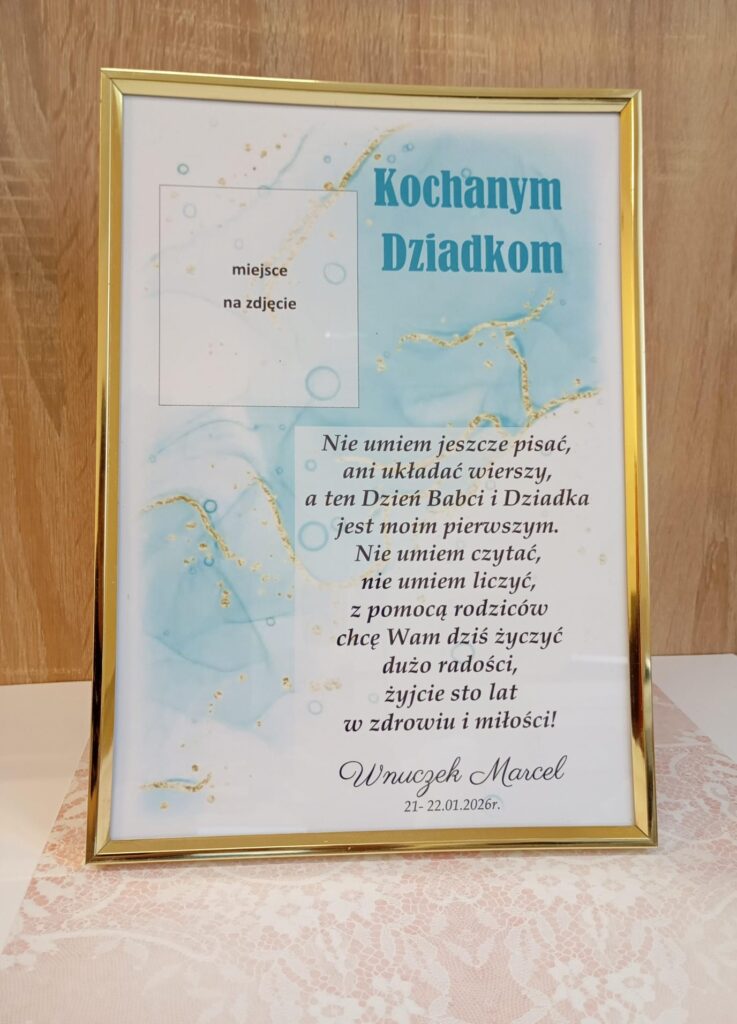 Kochanym
Dziadkom
miejsce
na zdjęcie
Nie umiem jeszcze pisać,
ani układać wierszy,
a ten Dzień Babci i Dziadka
jest moim pierwszym.
Nie umiem czytać,
nie umiem liczyć,
z pomocą rodziców
chcę Wam dziś życzyć
dużo radości,
żyjcie sto lat
w zdrowiu i miłości!
Wnuczek Marcel
21- 22.01.2026r.